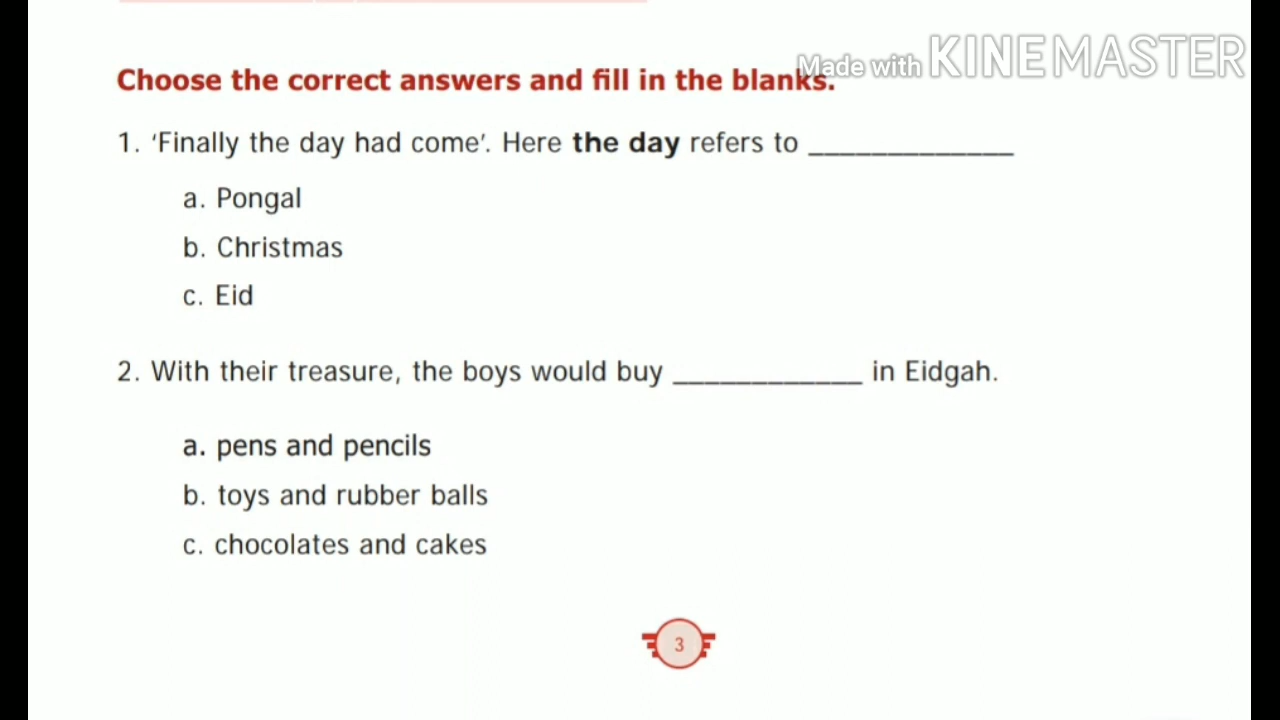 Made with KINEMASTER
Choose the correct answers and fill in the blanks.
1. ‘Finally the day had come’. Here the day refers to _____________
a. Pongal
b. Christmas
c. Eid
2. With their treasure, the boys would buy ____________ in Eidgah.
a. pens and pencils
b. toys and rubber balls
c. chocolates and cakes
3